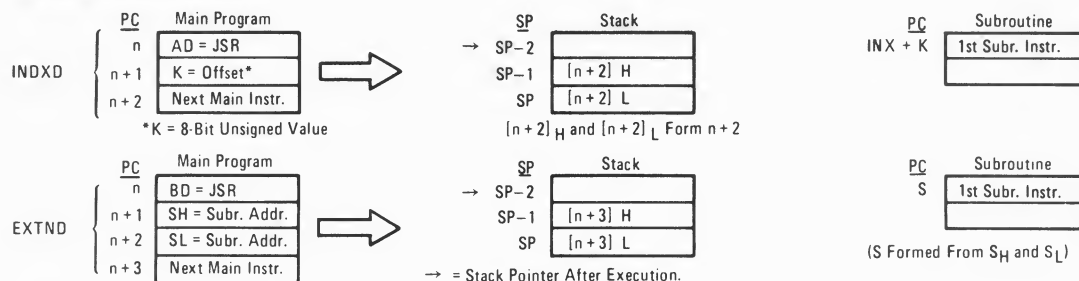 PC Main Program
INDXD
n AD = JSR
n + 1 K = Offset*
n + 2 Next Main Instr.
*K = 8-Bit Unsigned Value
SP Stack
→ SP-2
SP-1 [n + 2] H
SP [n + 2] L
[n + 2] H and [n + 2] L Form n + 2
PC Subroutine
INX + K 1st Subr. Instr.
PC Main Program
EXTND
n BD = JSR
n + 1 SH = Subr. Addr.
n + 2 SL = Subr. Addr.
n + 3 Next Main Instr.
SP Stack
→ SP-2
SP-1 [n + 3] H
SP [n + 3] L
→ = Stack Pointer After Execution.
PC Subroutine
S 1st Subr. Instr.
(S Formed From SH and SL)